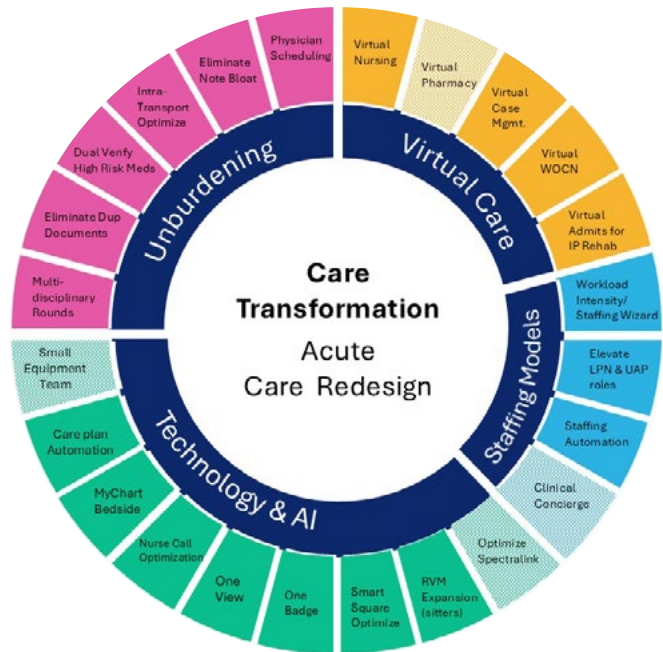 Physician
Scheduling
Virtual
Nursing
Virtual
Pharmacy
Virtual
Case
Mgmt.
Virtual
WOCN
Virtual
Admits for
IP Rehab
Workload
Intensity/
Staffing Wizard
Elevate
LPN & UAP
roles
Staffing
Automation
Clinical
Concierge
Optimize
Spectralink
RVM
Expansion
(sitters)
Smart
Square
Optimize
One
Badge
One
View
Nurse Call
Optimization
MyChart
Bedside
Care plan
Automation
Small
Equipment
Team
Multi-
disciplinary
Rounds
Eliminate Dup
Documents
Dual Verify
High Risk Meds
Intra-
Transport
Optimize
Eliminate
Note Bloat
Unburdening
Virtual Care
Staffing Models
Technology & AI
Care
Transformation
Acute
Care Redesign